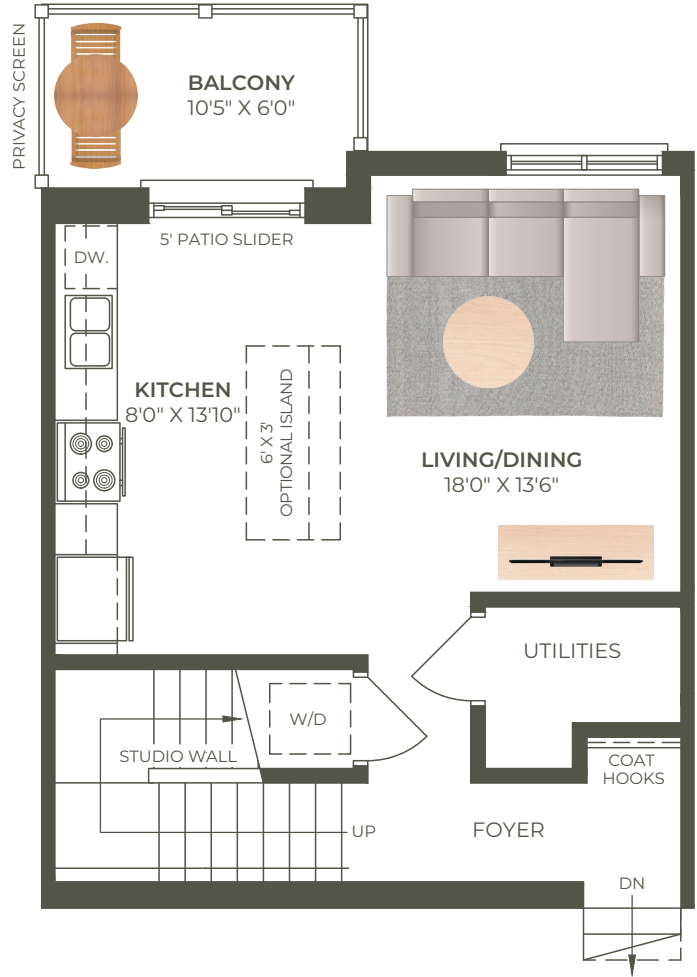 PRIVACY SCREEN
BALCONY
10'5" X 6'0"
5' PATIO SLIDER
DW.
KITCHEN
8'0" X 13'10"
6' X 3'
OPTIONAL ISLAND
LIVING/DINING
18'0" X 13'6"
UTILITIES
W/D
STUDIO WALL
COAT
HOOKS
UP
FOYER
DN